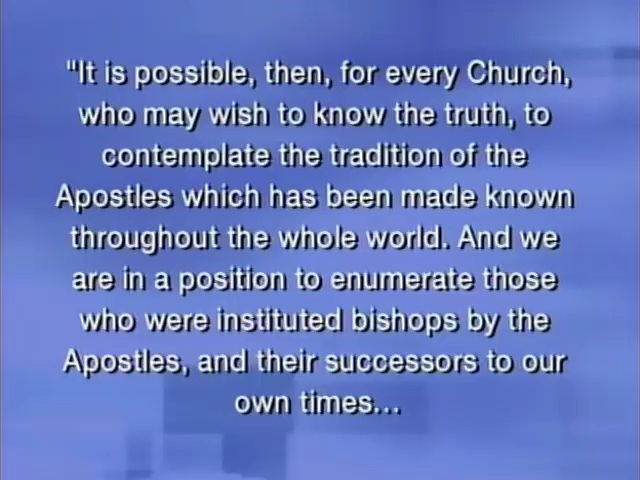 "It is possible, then, for every Church,
who may wish to know the truth, to
contemplate the tradition of the
Apostles which has been made known
throughout the whole world. And we
are in a position to enumerate those
who were instituted bishops by the
Apostles, and their successors to our
own times...